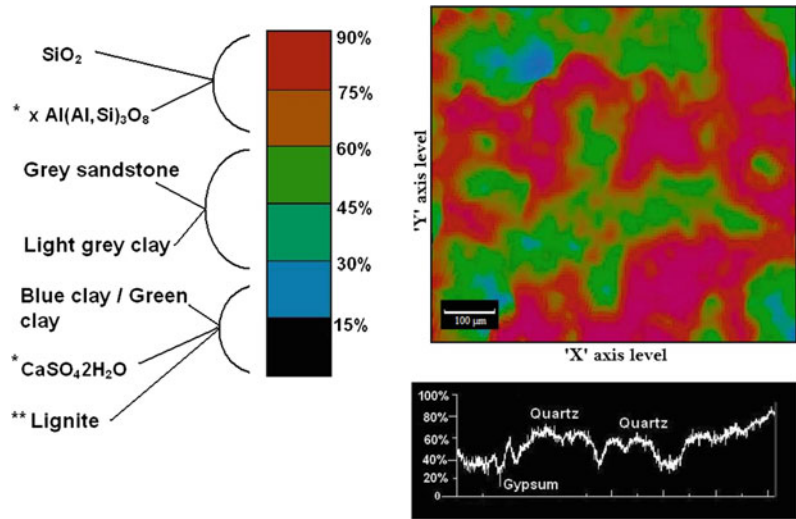 SiO₂
* x Al(Al,Si)₃O₈
Grey sandstone
Light grey clay
Blue clay / Green
clay
*CaSO₄2H₂O
** Lignite
90%
75%
60%
45%
30%
15%
'Y' axis level
100 µm
'X' axis level
100%
80%
60%
40%
20%
0
Quartz
Quartz
Gypsum